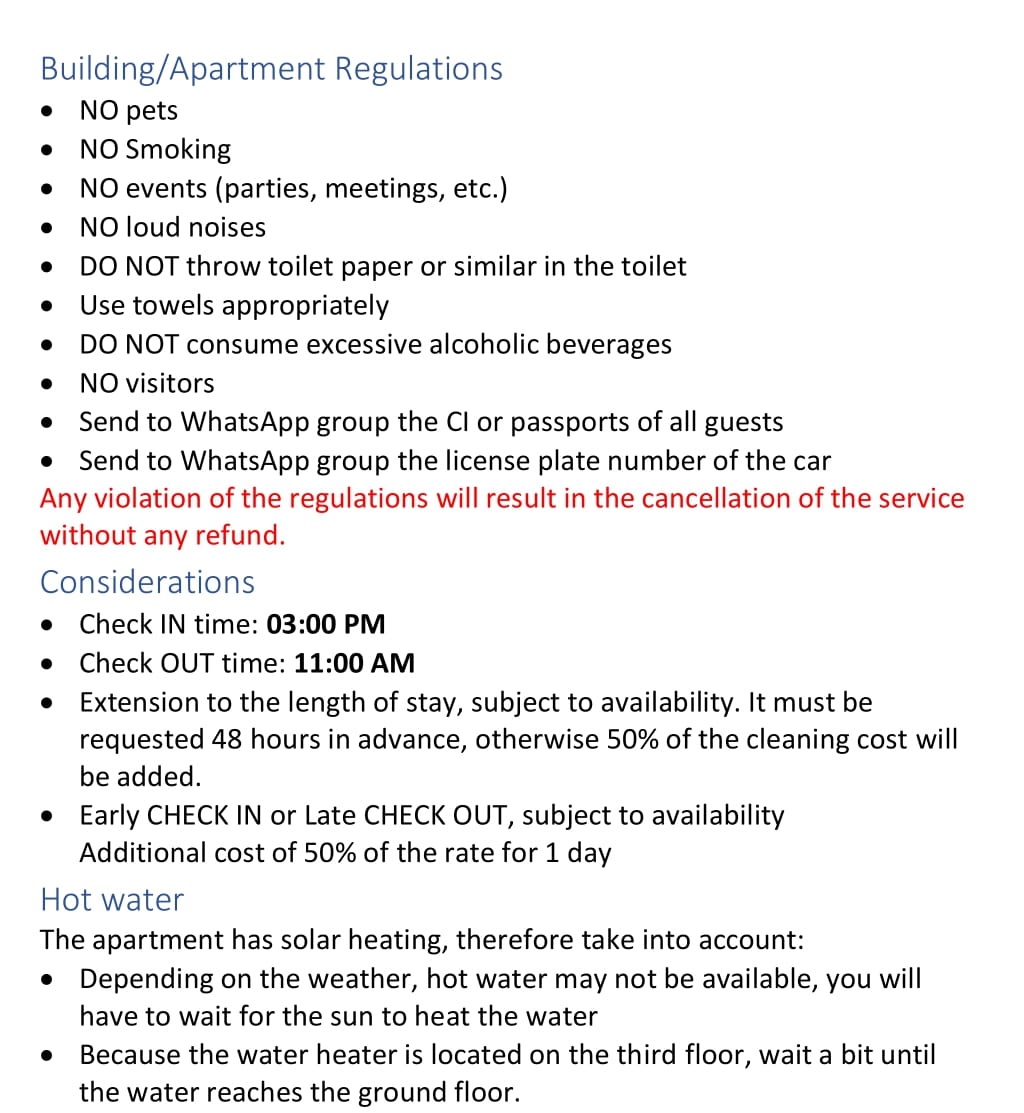 Building/Apartment Regulations
• NO pets
• NO Smoking
• NO events (parties, meetings, etc.)
• NO loud noises
• DO NOT throw toilet paper or similar in the toilet
• Use towels appropriately
• DO NOT consume excessive alcoholic beverages
• NO visitors
• Send to WhatsApp group the CI or passports of all guests
• Send to WhatsApp group the license plate number of the car
Any violation of the regulations will result in the cancellation of the service
without any refund.
Considerations
• Check IN time: 03:00 PM
• Check OUT time: 11:00 AM
• Extension to the length of stay, subject to availability. It must be
requested 48 hours in advance, otherwise 50% of the cleaning cost will
be added.
• Early CHECK IN or Late CHECK OUT, subject to availability
Additional cost of 50% of the rate for 1 day
Hot water
The apartment has solar heating, therefore take into account:
• Depending on the weather, hot water may not be available, you will
have to wait for the sun to heat the water
• Because the water heater is located on the third floor, wait a bit until
the water reaches the ground floor.